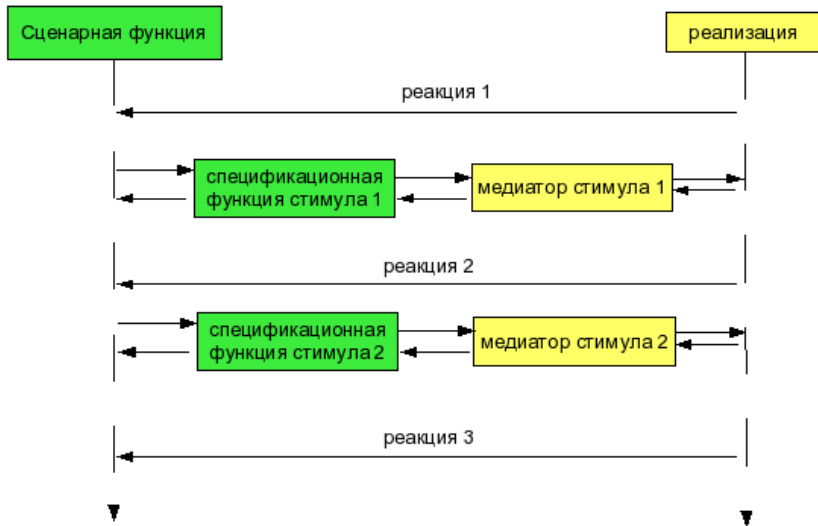 Сценарная функция
реализация
реакция 1
спецификационная
функция стимула 1
медиатор стимула 1
реакция 2
спецификационная
функция стимула 2
медиатор стимула 2
реакция 3